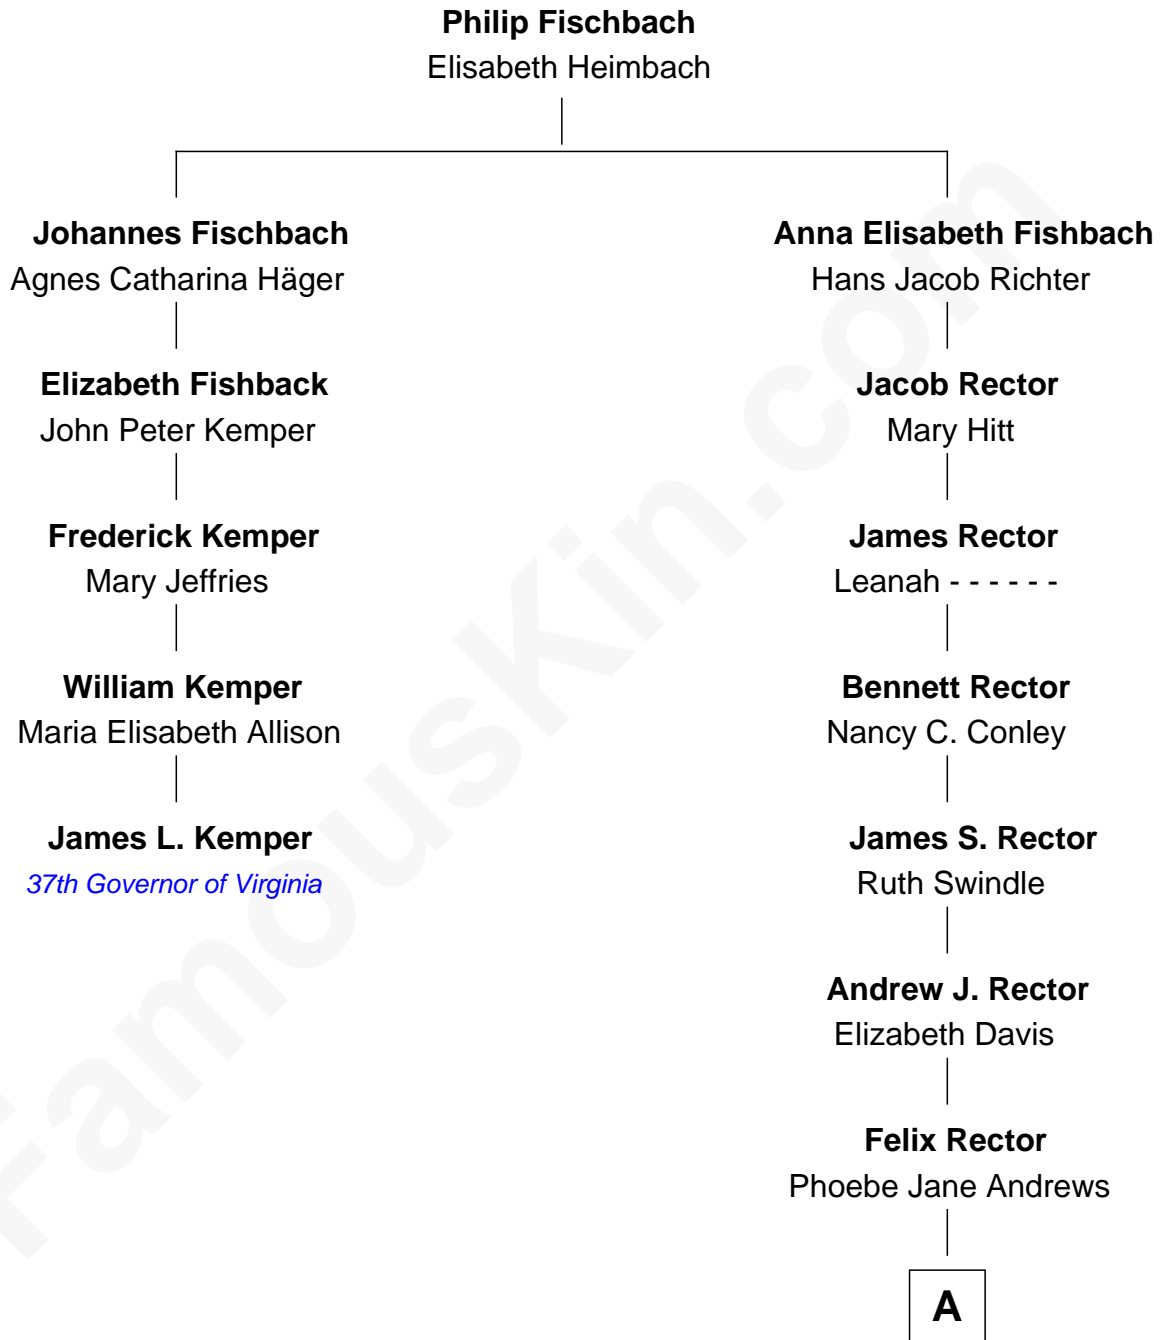 Philip Fischbach
Elisabeth Heimbach
Johannes Fischbach
Agnes Catharina Häger
Anna Elisabeth Fishbach
Hans Jacob Richter
Elizabeth Fishback
John Peter Kemper
Jacob Rector
Mary Hitt
Frederick Kemper
Mary Jeffries
James Rector
Leanah - - - - - -
William Kemper
Maria Elisabeth Allison
Bennett Rector
Nancy C. Conley
James L. Kemper
37th Governor of Virginia
James S. Rector
Ruth Swindle
Andrew J. Rector
Elizabeth Davis
Felix Rector
Phoebe Jane Andrews
A
FamousKin.com